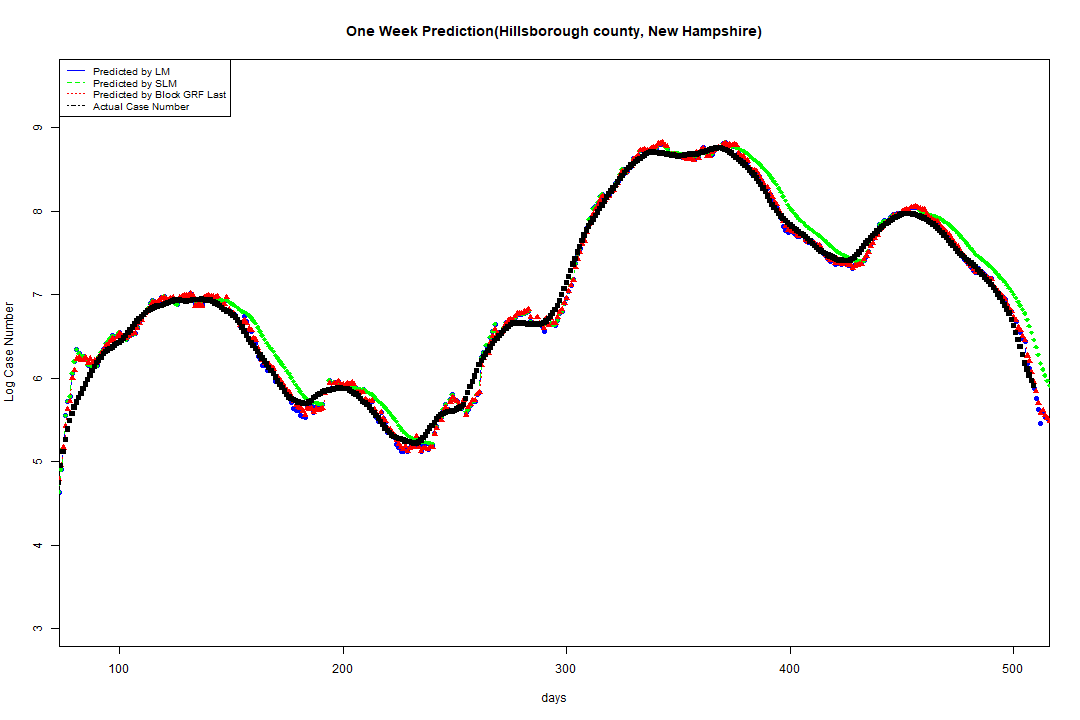 One Week Prediction(Hillsborough county, New Hampshire)
Predicted by LM
Predicted by SLM
Predicted by Block GRF Last
Actual Case Number
9
8
7
6
5
4
3
Log Case Number
100 200 300 400 500
days